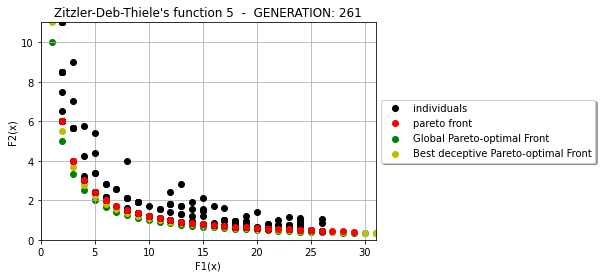 Zitzler-Deb-Thiele's function 5  -  GENERATION: 261
F2(x)
10
8
6
4
2
0
0 5 10 15 20 25 30
F1(x)
individuals
pareto front
Global Pareto-optimal Front
Best deceptive Pareto-optimal Front